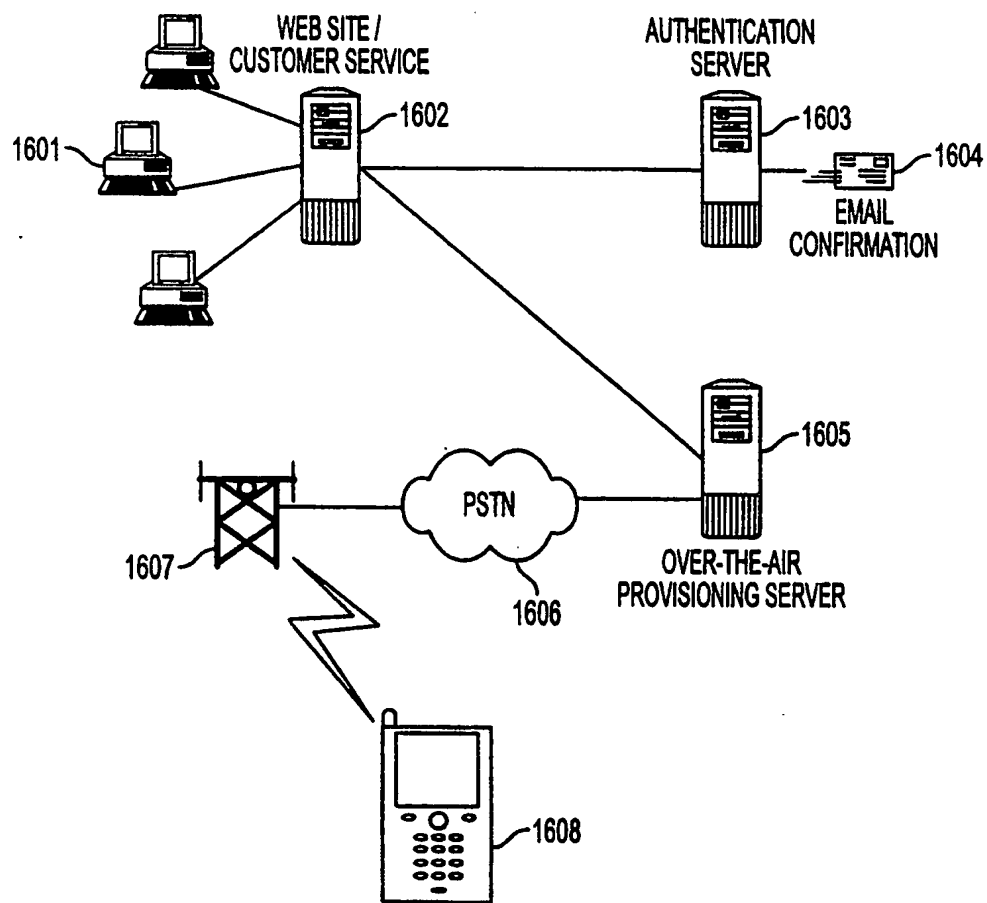 WEB SITE /
CUSTOMER SERVICE
1602
AUTHENTICATION
SERVER
1603
1601
1604
EMAIL
CONFIRMATION
1605
OVER-THE-AIR
PROVISIONING SERVER
PSTN
1606
1607
1608